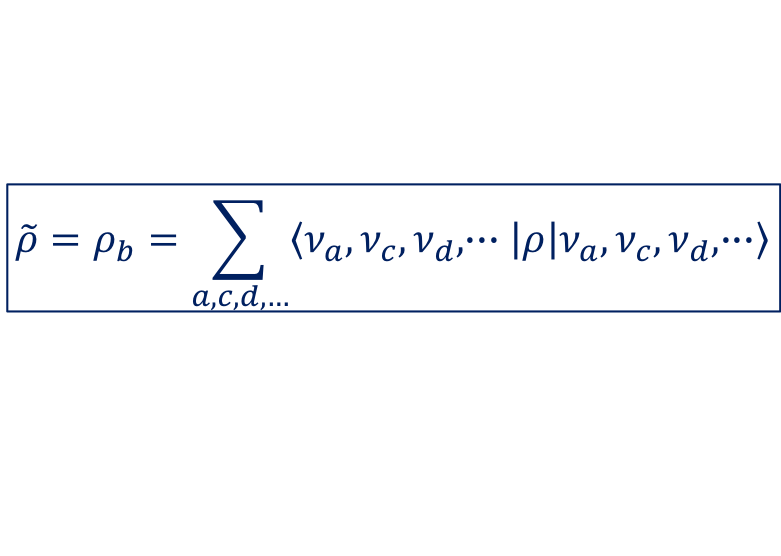 ρ̃ = ρ_b = ∑_{a,c,d,…} ⟨ν_a, ν_c, ν_d,⋯ |ρ|ν_a, ν_c, ν_d,⋯⟩